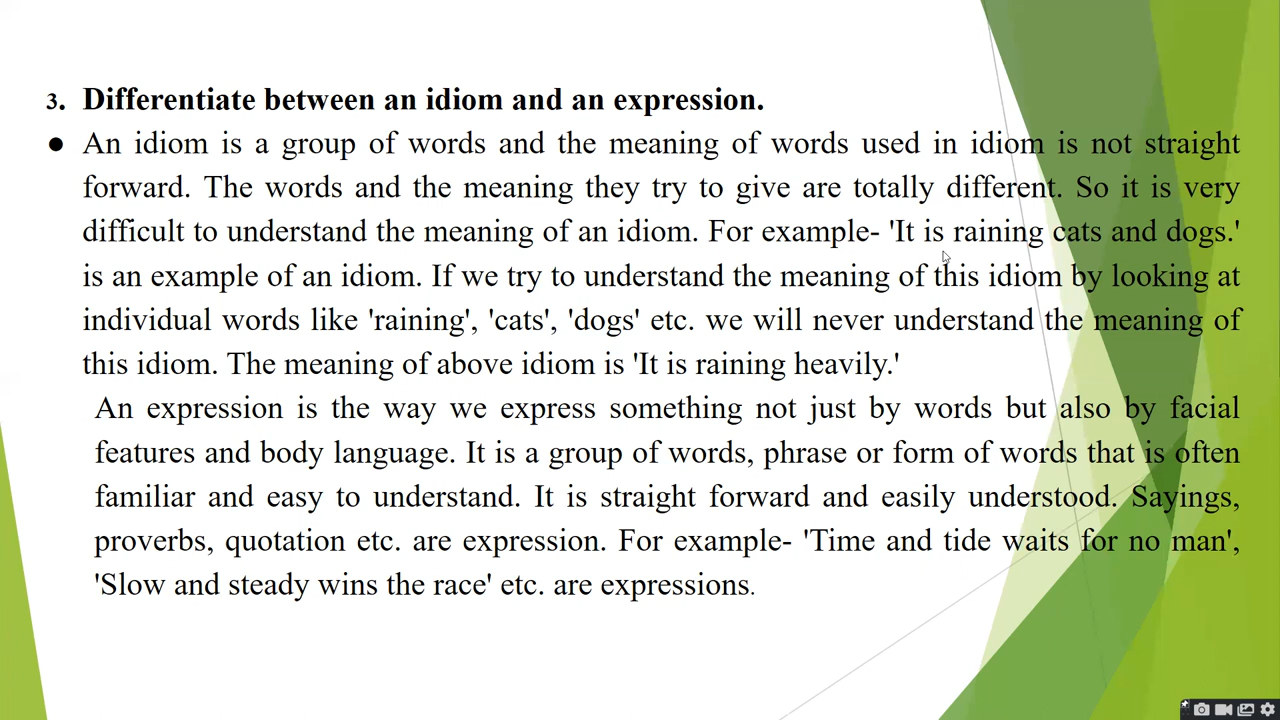 3. Differentiate between an idiom and an expression.
● An idiom is a group of words and the meaning of words used in idiom is not straight
forward. The words and the meaning they try to give are totally different. So it is very
difficult to understand the meaning of an idiom. For example- 'It is raining cats and dogs.'
is an example of an idiom. If we try to understand the meaning of this idiom by looking at
individual words like 'raining', 'cats', 'dogs' etc. we will never understand the meaning of
this idiom. The meaning of above idiom is 'It is raining heavily.'
An expression is the way we express something not just by words but also by facial
features and body language. It is a group of words, phrase or form of words that is often
familiar and easy to understand. It is straight forward and easily understood. Sayings,
proverbs, quotation etc. are expression. For example- 'Time and tide waits for no man',
'Slow and steady wins the race' etc. are expressions.